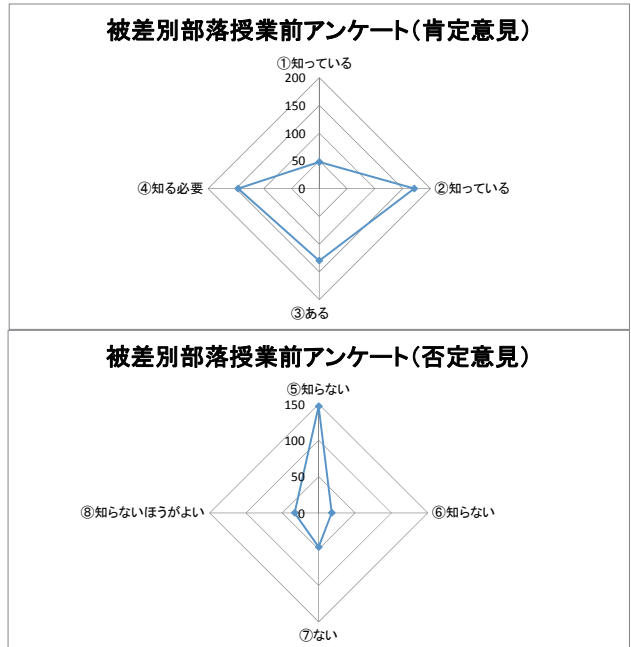 被差別部落授業前アンケート(肯定意見)
①知っている
200
150
100
50
0
④知る必要
②知っている
③ある
被差別部落授業前アンケート(否定意見)
⑤知らない
150
100
50
0
⑧知らないほうがよい
⑥知らない
⑦ない